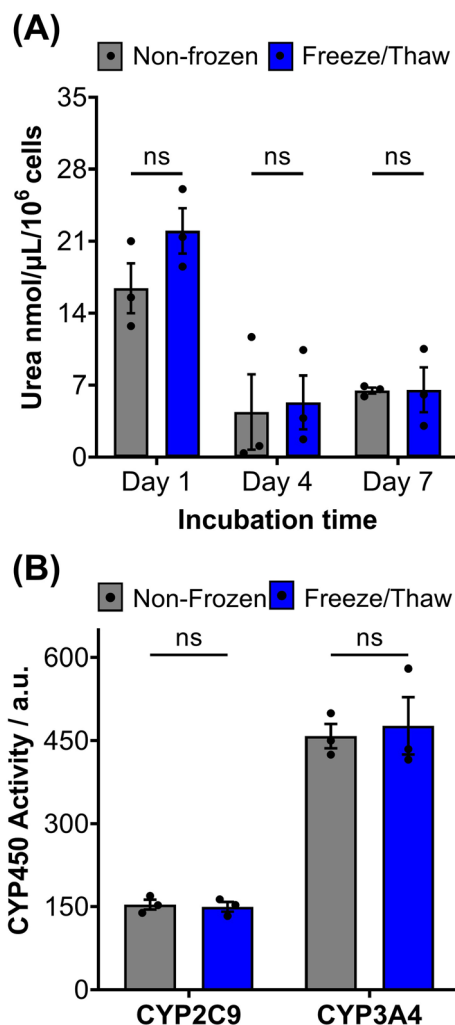 (A)
Non-frozen Freeze/Thaw
Urea nmol/µL/10⁶ cells
35
28
21
14
7
0
ns ns ns
Day 1 Day 4 Day 7
Incubation time
(B)
Non-Frozen Freeze/Thaw
CYP450 Activity / a.u.
600
450
300
150
0
ns ns
CYP2C9 CYP3A4